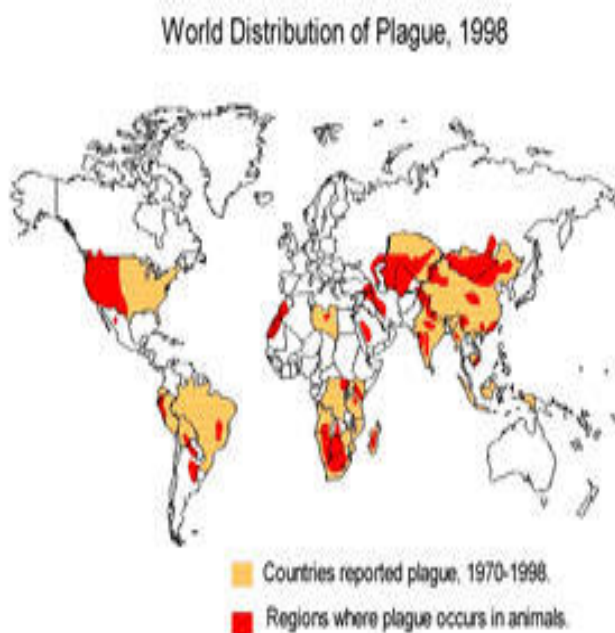 World Distribution of Plague, 1998
Countries reported plague, 1970-1998.
Regions where plague occurs in animals.